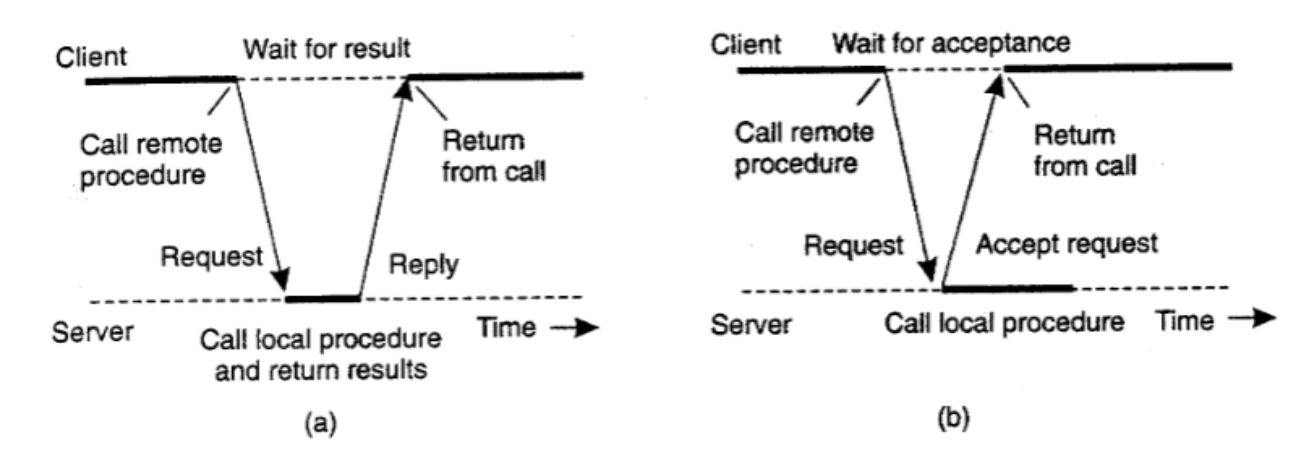 Client
Wait for result
Call remote
procedure
Return
from call
Request
Reply
Server
Call local procedure
and return results
Time
(a)
Client
Wait for acceptance
Call remote
procedure
Return
from call
Request
Accept request
Server
Call local procedure
Time
(b)